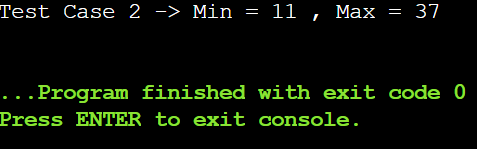 Test Case 2 -> Min = 11 , Max = 37
...Program finished with exit code 0
Press ENTER to exit console.